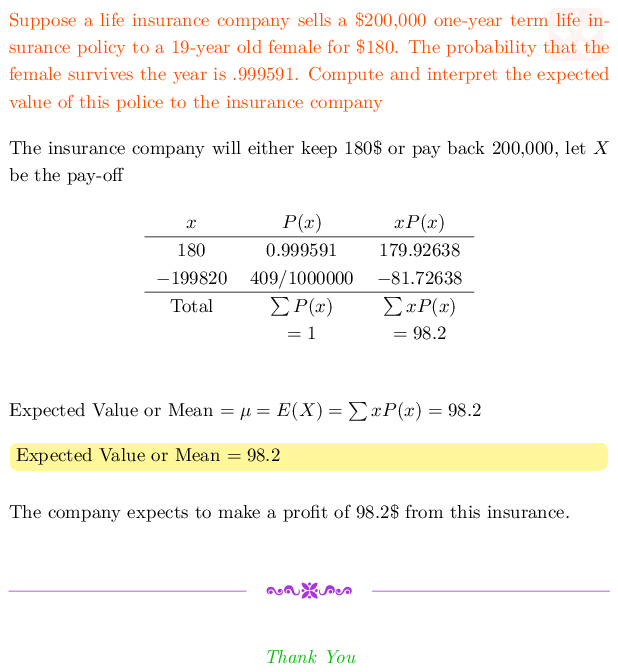 Suppose a life insurance company sells a $200,000 one-year term life in-
surance policy to a 19-year old female for $180. The probability that the
female survives the year is .999591. Compute and interpret the expected
value of this police to the insurance company
The insurance company will either keep 180$ or pay back 200,000, let X
be the pay-off
x P(x) xP(x)
180 0.999591 179.92638
−199820 409/1000000 −81.72638
Total ∑ P(x) ∑ xP(x)
= 1 = 98.2
Expected Value or Mean = μ = E(X) = ∑ xP(x) = 98.2
Expected Value or Mean = 98.2
The company expects to make a profit of 98.2$ from this insurance.
Thank You